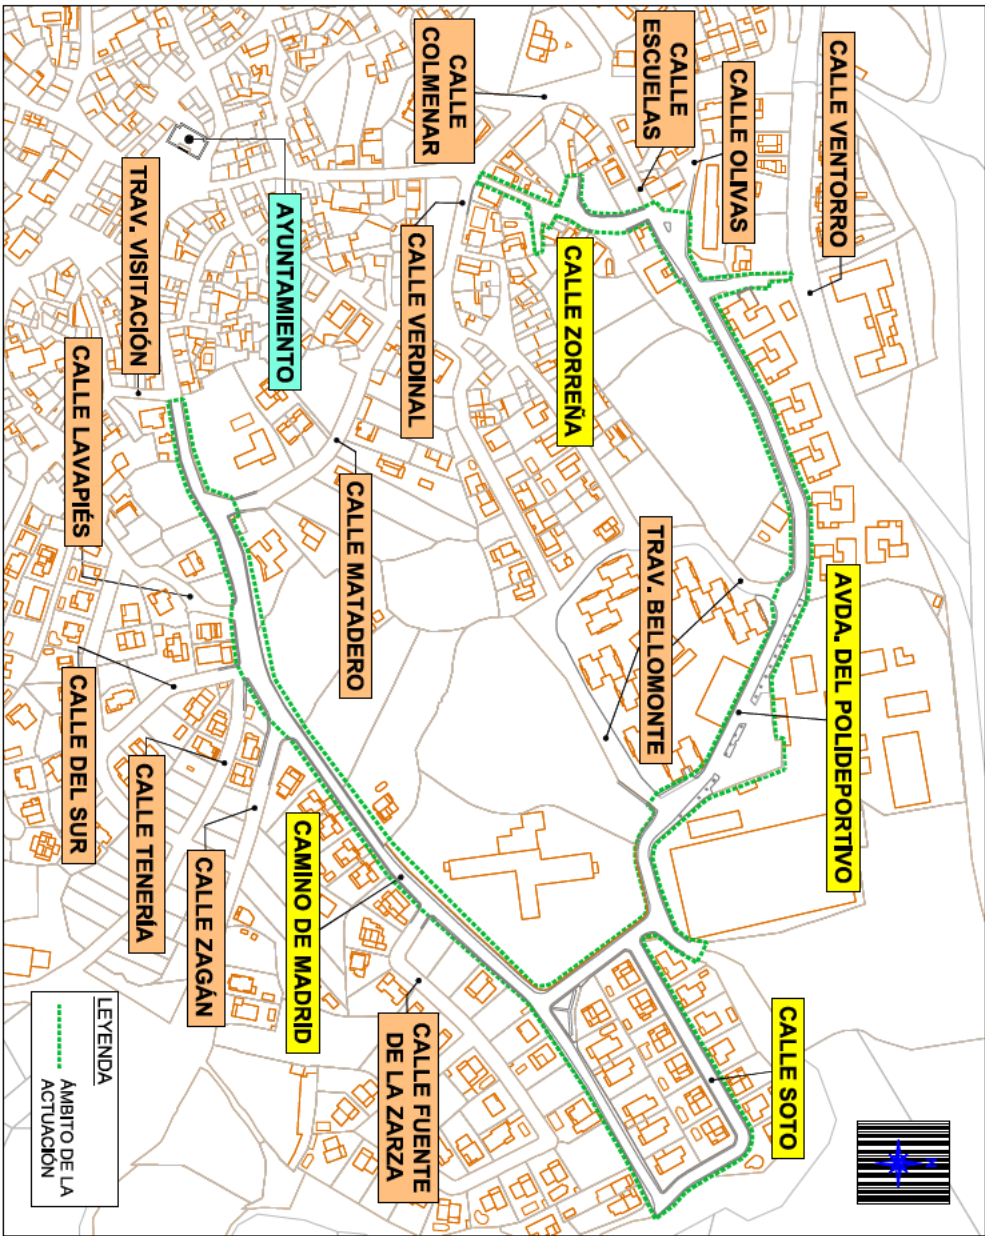 N
CALLE VENTORRO
AVDA. DEL POLIDEPORTIVO
CALLE SOTO
CALLE OLIVAS
CALLE
ESCUELAS
TRAV. BELLOMONTE
CALLE ZORREÑA
CALLE
COLMENAR
CALLE VERDINAL
CALLE FUENTE
DE LA ZARZA
CALLE MATADERO
CAMINO DE MADRID
AYUNTAMIENTO
CALLE ZAGÁN
TRAV. VISITACIÓN
CALLE TENERÍA
CALLE LAVAPIÉS
CALLE DEL SUR
LEYENDA
ÁMBITO DE LA
ACTUACIÓN